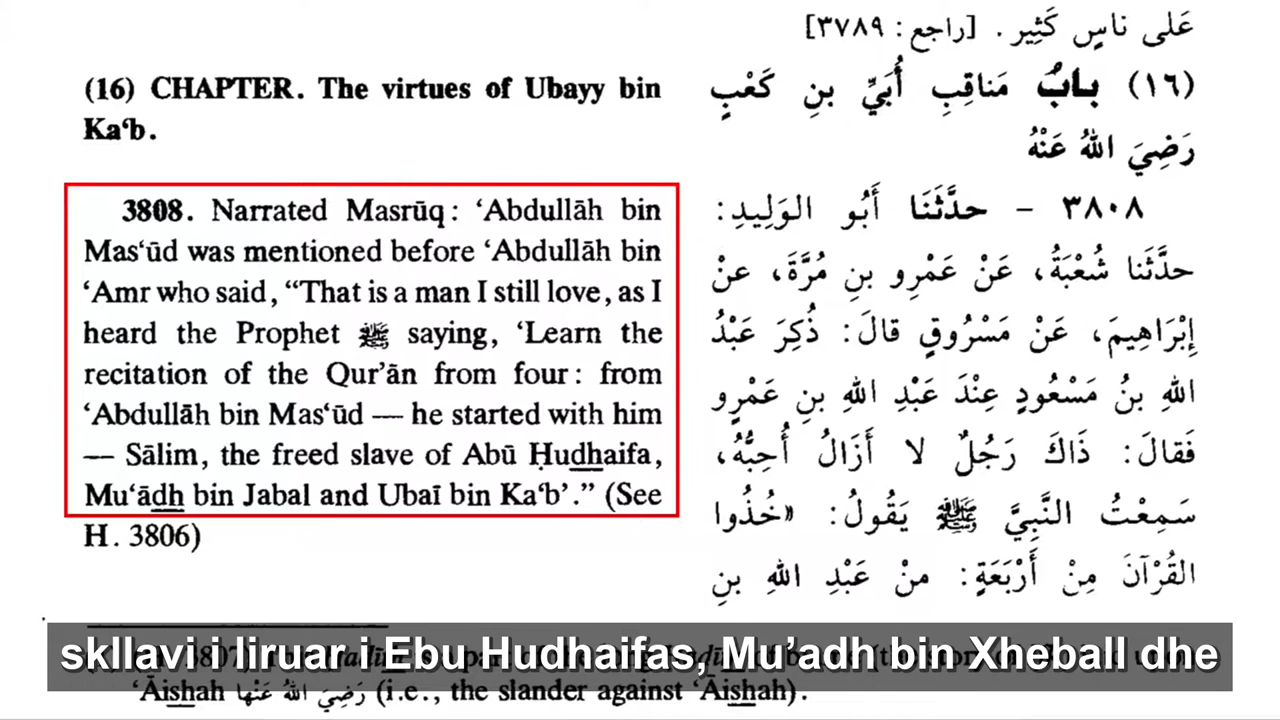 (16) CHAPTER. The virtues of Ubayy bin
Ka‘b.
3808. Narrated Masrūq: ‘Abdullāh bin
Mas‘ūd was mentioned before ‘Abdullāh bin
‘Amr who said, “That is a man I still love, as I
heard the Prophet ﷺ saying, ‘Learn the
recitation of the Qur’ān from four: from
‘Abdullāh bin Mas‘ūd — he started with him
— Sālim, the freed slave of Abū Ḥudhaifa,
Mu‘ādh bin Jabal and Ubaī bin Ka‘b’.” (See
H. 3806)
عَلى ناسٍ كَثِيرٍ. [راجع: ٣٧٨٩]
(١٦) بابُ مَناقِبِ أُبَيِّ بنِ كَعْبٍ
رَضِيَ اللهُ عَنْهُ
٣٨٠٨ - حدَّثَنَا أَبُو الوَلِيدِ:
حدَّثَنا شُعْبَةُ، عَنْ عَمْرِو بنِ مُرَّةَ، عنْ
إِبْرَاهِيمَ، عَنْ مَسْرُوقٍ قالَ: ذُكِرَ عَبْدُ
اللهِ بنُ مَسْعُودٍ عِنْدَ عَبْدِ اللهِ بنِ عَمْرٍو
فَقالَ: ذَاكَ رَجُلٌ لا أَزَالُ أُحِبُّهُ،
سَمِعْتُ النَّبِيَّ ﷺ يَقُولُ: «خُذُوا
القُرْآنَ مِنْ أَرْبَعَةٍ: منْ عَبْدِ اللهِ بنِ
skllavi i liruar i Ebu Hudhaifas, Mu’adh bin Xheball dhe
‘Āishah رَضِيَ اللهُ عَنْها (i.e., the slander against ‘Āishah).